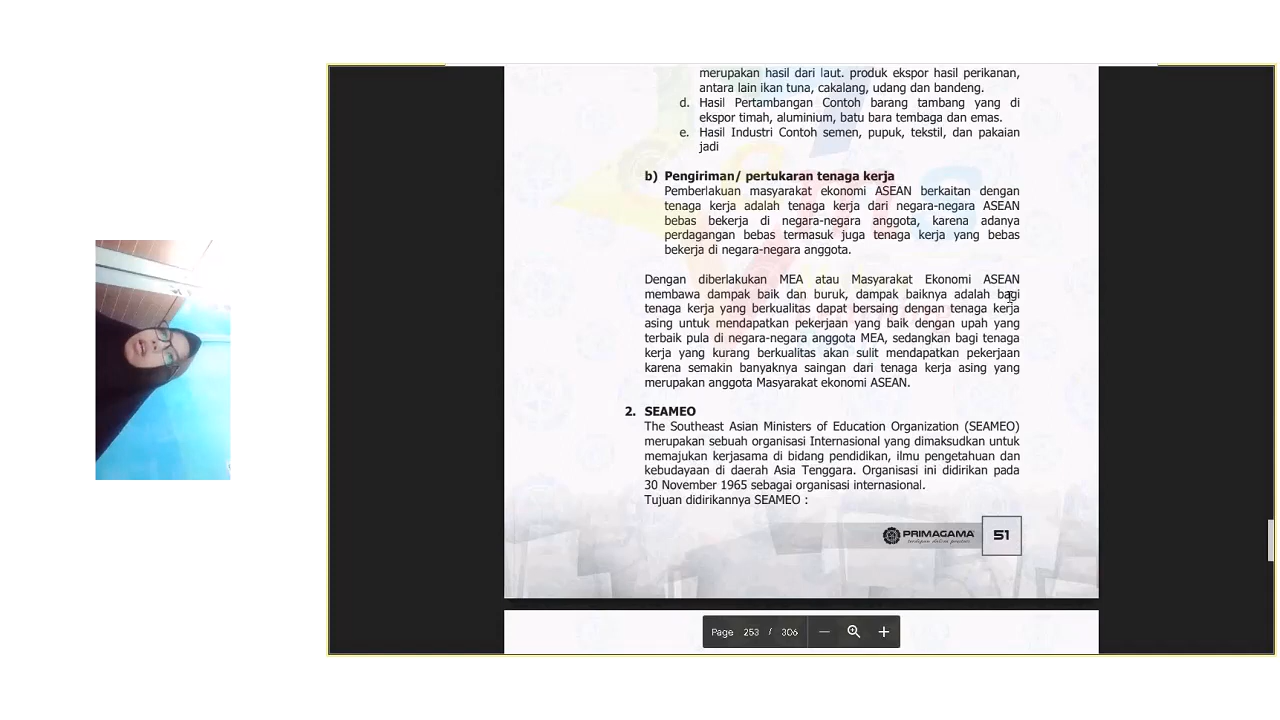 merupakan hasil dari laut. produk ekspor hasil perikanan,
antara lain ikan tuna, cakalang, udang dan bandeng.
d. Hasil Pertambangan Contoh barang tambang yang di
ekspor timah, aluminium, batu bara tembaga dan emas.
e. Hasil Industri Contoh semen, pupuk, tekstil, dan pakaian
jadi
b) Pengiriman/ pertukaran tenaga kerja
Pemberlakuan masyarakat ekonomi ASEAN berkaitan dengan
tenaga kerja adalah tenaga kerja dari negara-negara ASEAN
bebas bekerja di negara-negara anggota, karena adanya
perdagangan bebas termasuk juga tenaga kerja yang bebas
bekerja di negara-negara anggota.
Dengan diberlakukan MEA atau Masyarakat Ekonomi ASEAN
membawa dampak baik dan buruk, dampak baiknya adalah bagi
tenaga kerja yang berkualitas dapat bersaing dengan tenaga kerja
asing untuk mendapatkan pekerjaan yang baik dengan upah yang
terbaik pula di negara-negara anggota MEA, sedangkan bagi tenaga
kerja yang kurang berkualitas akan sulit mendapatkan pekerjaan
karena semakin banyaknya saingan dari tenaga kerja asing yang
merupakan anggota Masyarakat ekonomi ASEAN.
2. SEAMEO
The Southeast Asian Ministers of Education Organization (SEAMEO)
merupakan sebuah organisasi Internasional yang dimaksudkan untuk
memajukan kerjasama di bidang pendidikan, ilmu pengetahuan dan
kebudayaan di daerah Asia Tenggara. Organisasi ini didirikan pada
30 November 1965 sebagai organisasi internasional.
Tujuan didirikannya SEAMEO :
PRIMAGAMA
terdepan dalam prestasi
51
Page 253 / 306